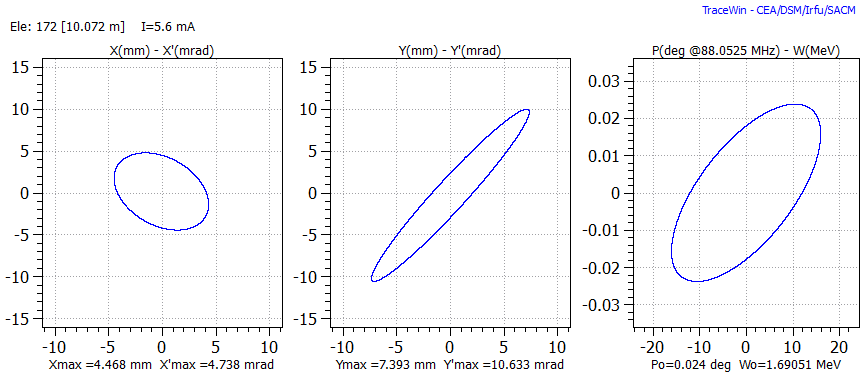 TraceWin - CEA/DSM/Irfu/SACM
Ele: 172 [10.072 m] I=5.6 mA
X(mm) - X'(mrad)
15
10
5
0
-5
-10
-15
-10 -5 0 5 10
Xmax =4.468 mm X'max =4.738 mrad
Y(mm) - Y'(mrad)
15
10
5
0
-5
-10
-15
-10 -5 0 5 10
Ymax =7.393 mm Y'max =10.633 mrad
P(deg @88.0525 MHz) - W(MeV)
0.03
0.02
0.01
0
-0.01
-0.02
-0.03
-20 -10 0 10 20
Po=0.024 deg Wo=1.69051 MeV